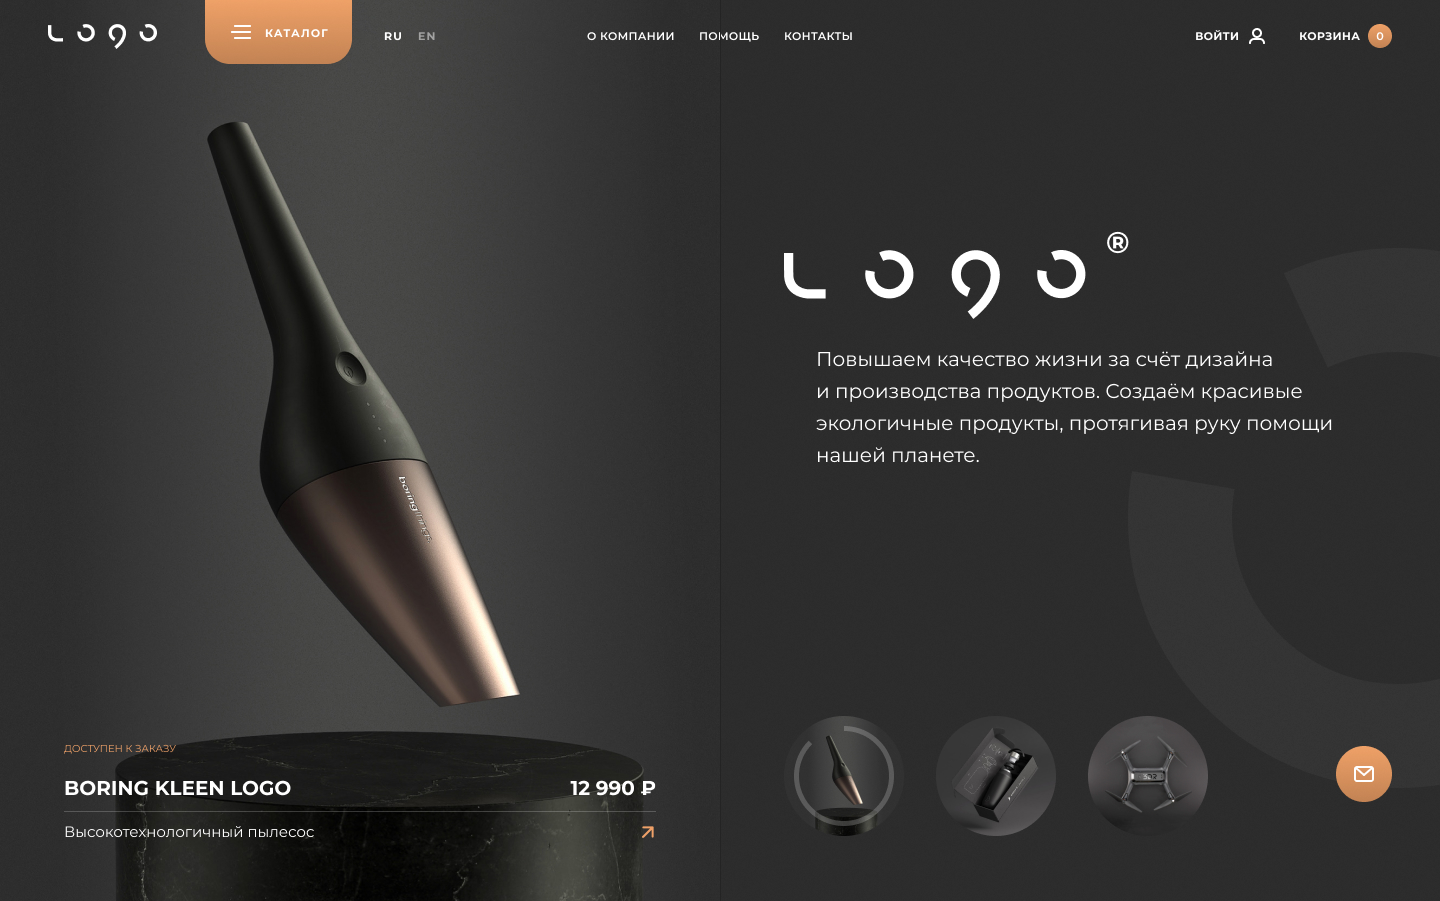 Logo
КАТАЛОГ
RU EN
О КОМПАНИИ ПОМОЩЬ КОНТАКТЫ
ВОЙТИ
КОРЗИНА 0
Logo®
Повышаем качество жизни за счёт дизайна
и производства продуктов. Создаём красивые
экологичные продукты, протягивая руку помощи
нашей планете.
boring
ДОСТУПЕН К ЗАКАЗУ
BORING KLEEN LOGO 12 990 ₽
Высокотехнологичный пылесос